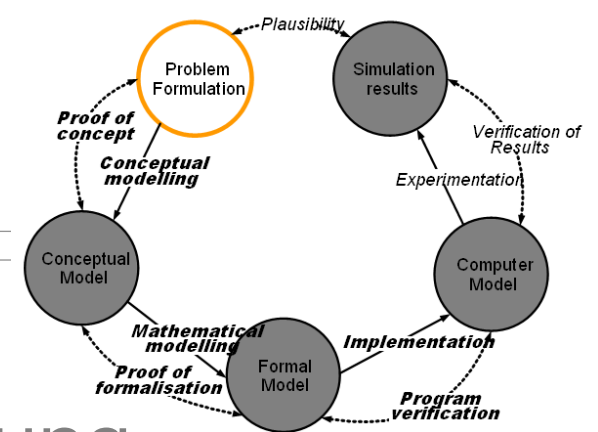 Plausibility
Problem
Formulation
Simulation
results
Proof of
concept
Verification of
Results
Conceptual
modelling
Experimentation
Conceptual
Model
Computer
Model
Mathematical
modelling
Implementation
Formal
Model
Proof of
formalisation
Program
verification